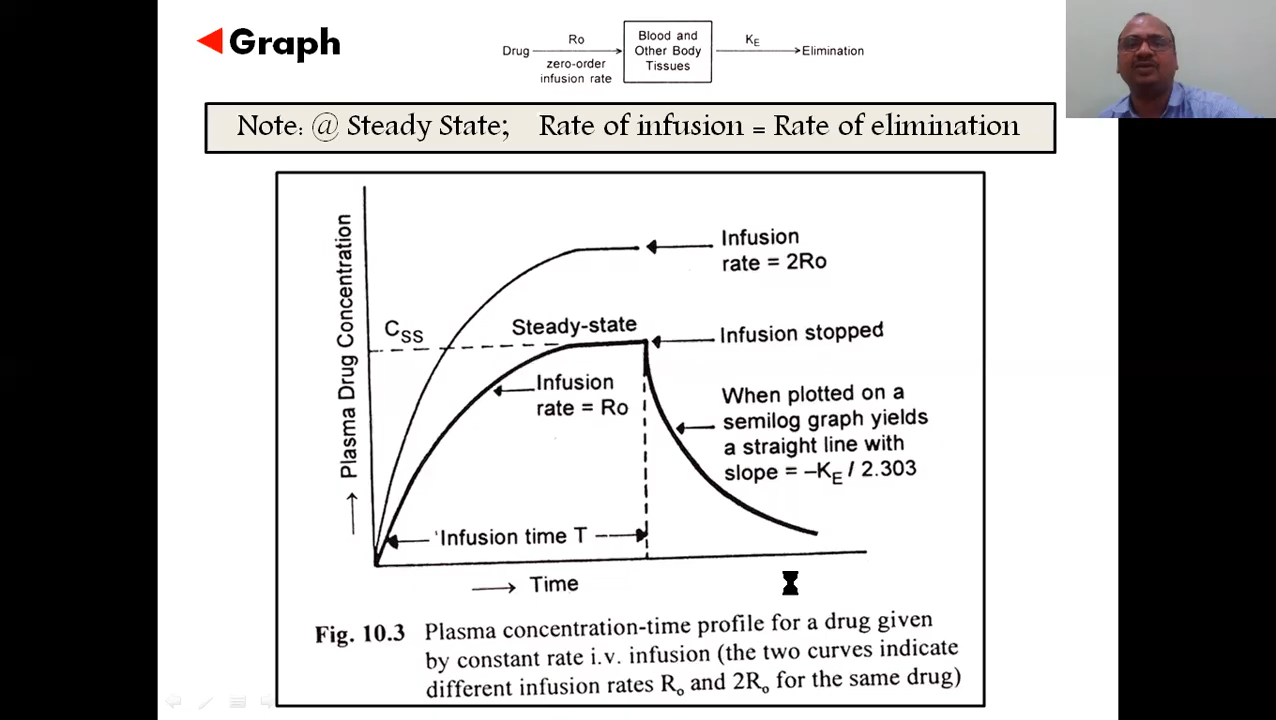 Graph
Drug
Ro
zero-order
infusion rate
Blood and
Other Body
Tissues
KE
Elimination
Note: @ Steady State; Rate of infusion = Rate of elimination
Plasma Drug Concentration
Infusion
rate = 2Ro
CSS
Steady-state
Infusion stopped
Infusion
rate = Ro
When plotted on a
semilog graph yields
a straight line with
slope = –KE / 2.303
Infusion time T
Time
Fig. 10.3 Plasma concentration-time profile for a drug given
by constant rate i.v. infusion (the two curves indicate
different infusion rates Ro and 2Ro for the same drug)